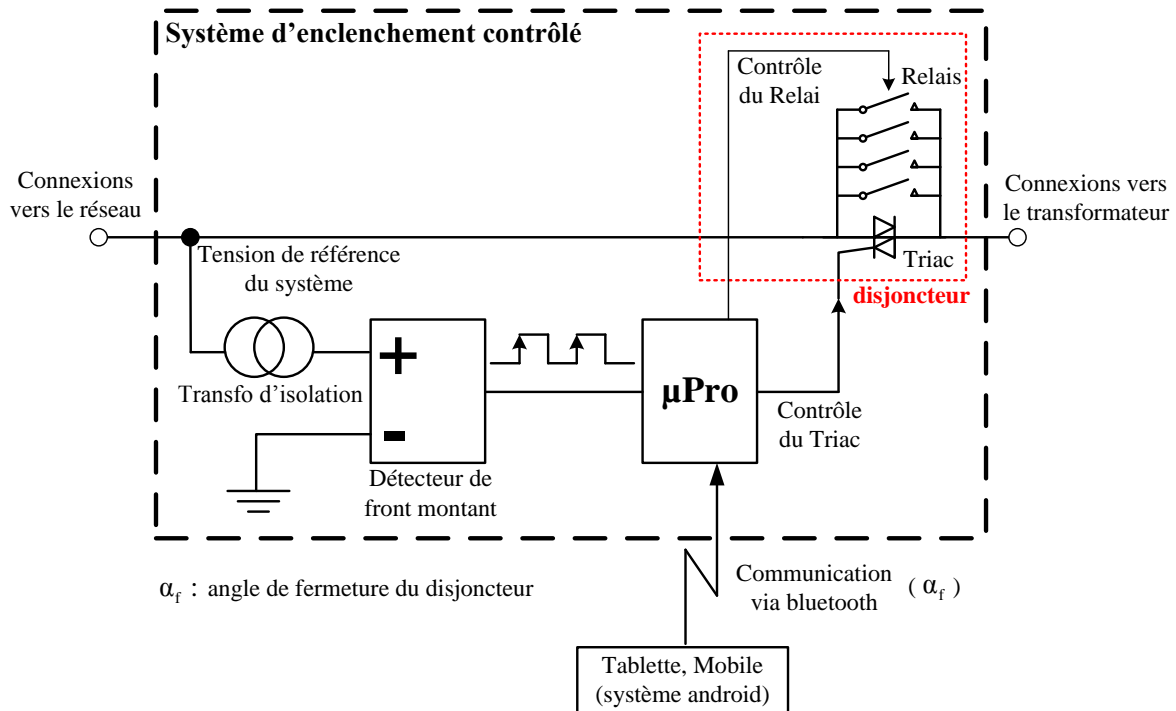 Système d'enclenchement contrôlé
Contrôle
du Relai
Relais
Connexions
vers le réseau
Connexions vers
le transformateur
Tension de référence
du système
Triac
disjoncteur
Transfo d'isolation
+
-
µPro
Contrôle
du Triac
Détecteur de
front montant
αf : angle de fermeture du disjoncteur
Communication
via bluetooth
( αf )
Tablette, Mobile
(système android)